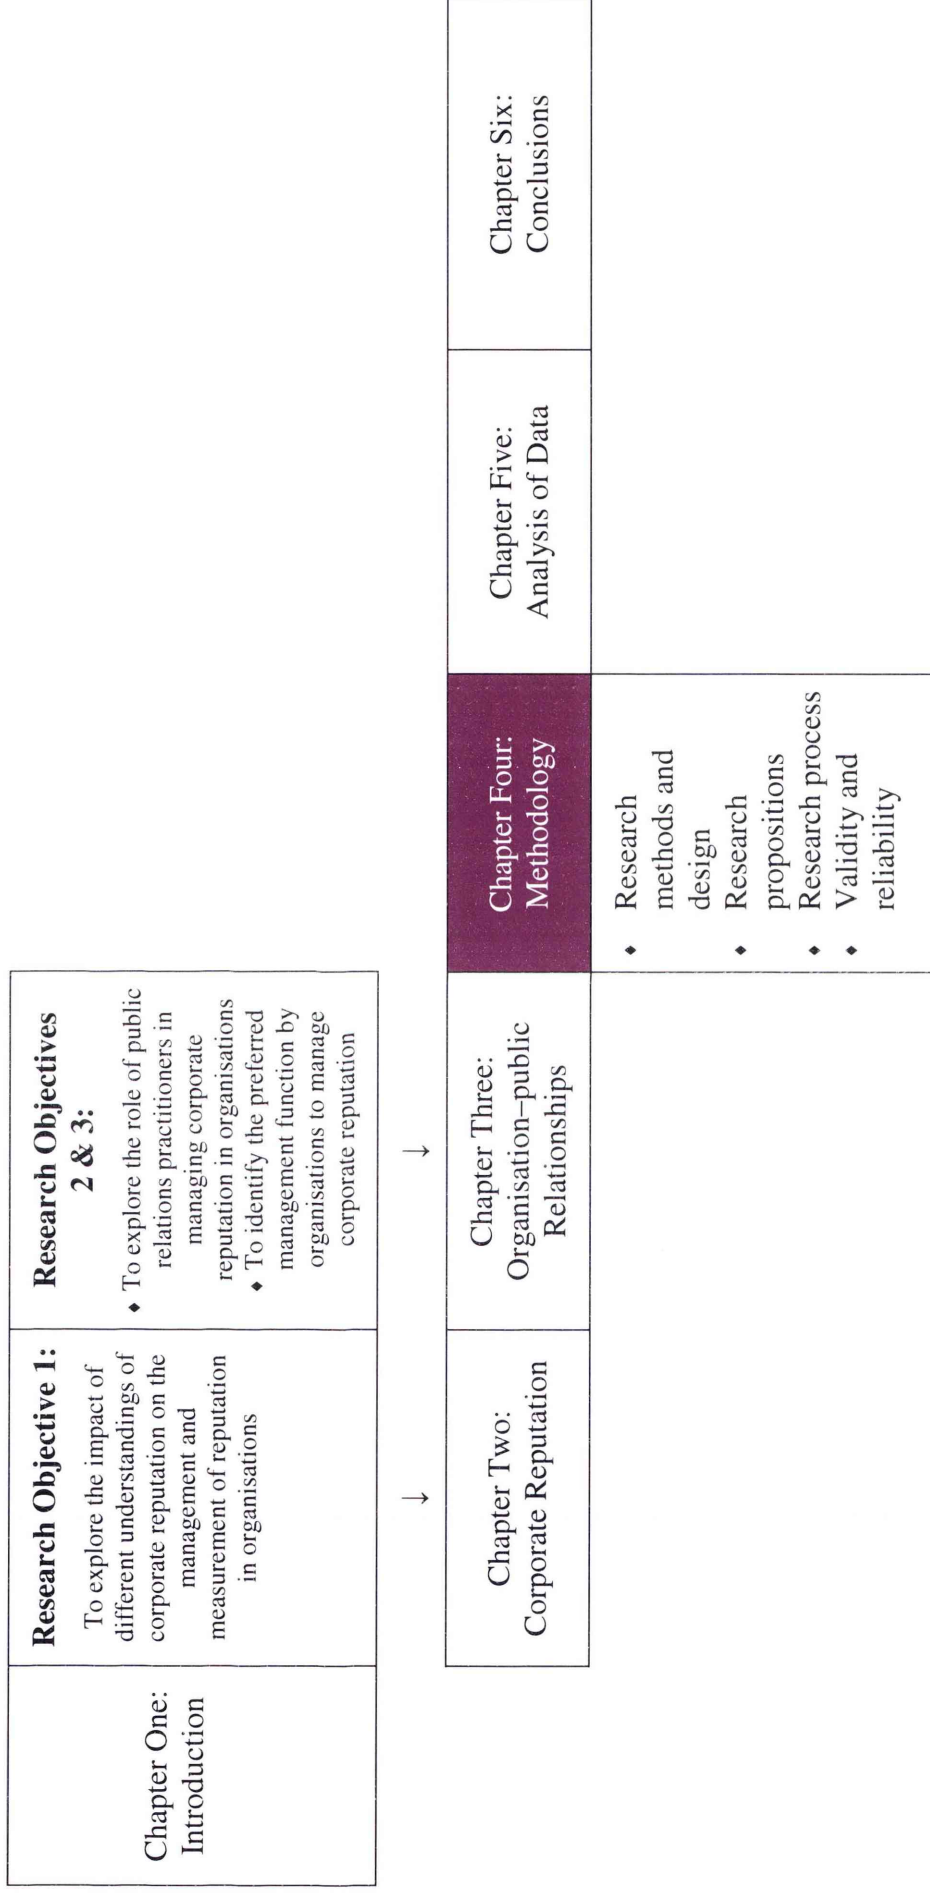 Chapter One:
Introduction
Research Objective 1:
To explore the impact of
different understandings of
corporate reputation on the
management and
measurement of reputation
in organisations
Research Objectives
2 & 3:
♦ To explore the role of public
relations practitioners in
managing corporate
reputation in organisations
♦ To identify the preferred
management function by
organisations to manage
corporate reputation
→
→
Chapter Two:
Corporate Reputation
Chapter Three:
Organisation–public
Relationships
Chapter Four:
Methodology
Chapter Five:
Analysis of Data
Chapter Six:
Conclusions
♦ Research
methods and
design
♦ Research
propositions
♦ Research process
♦ Validity and
reliability